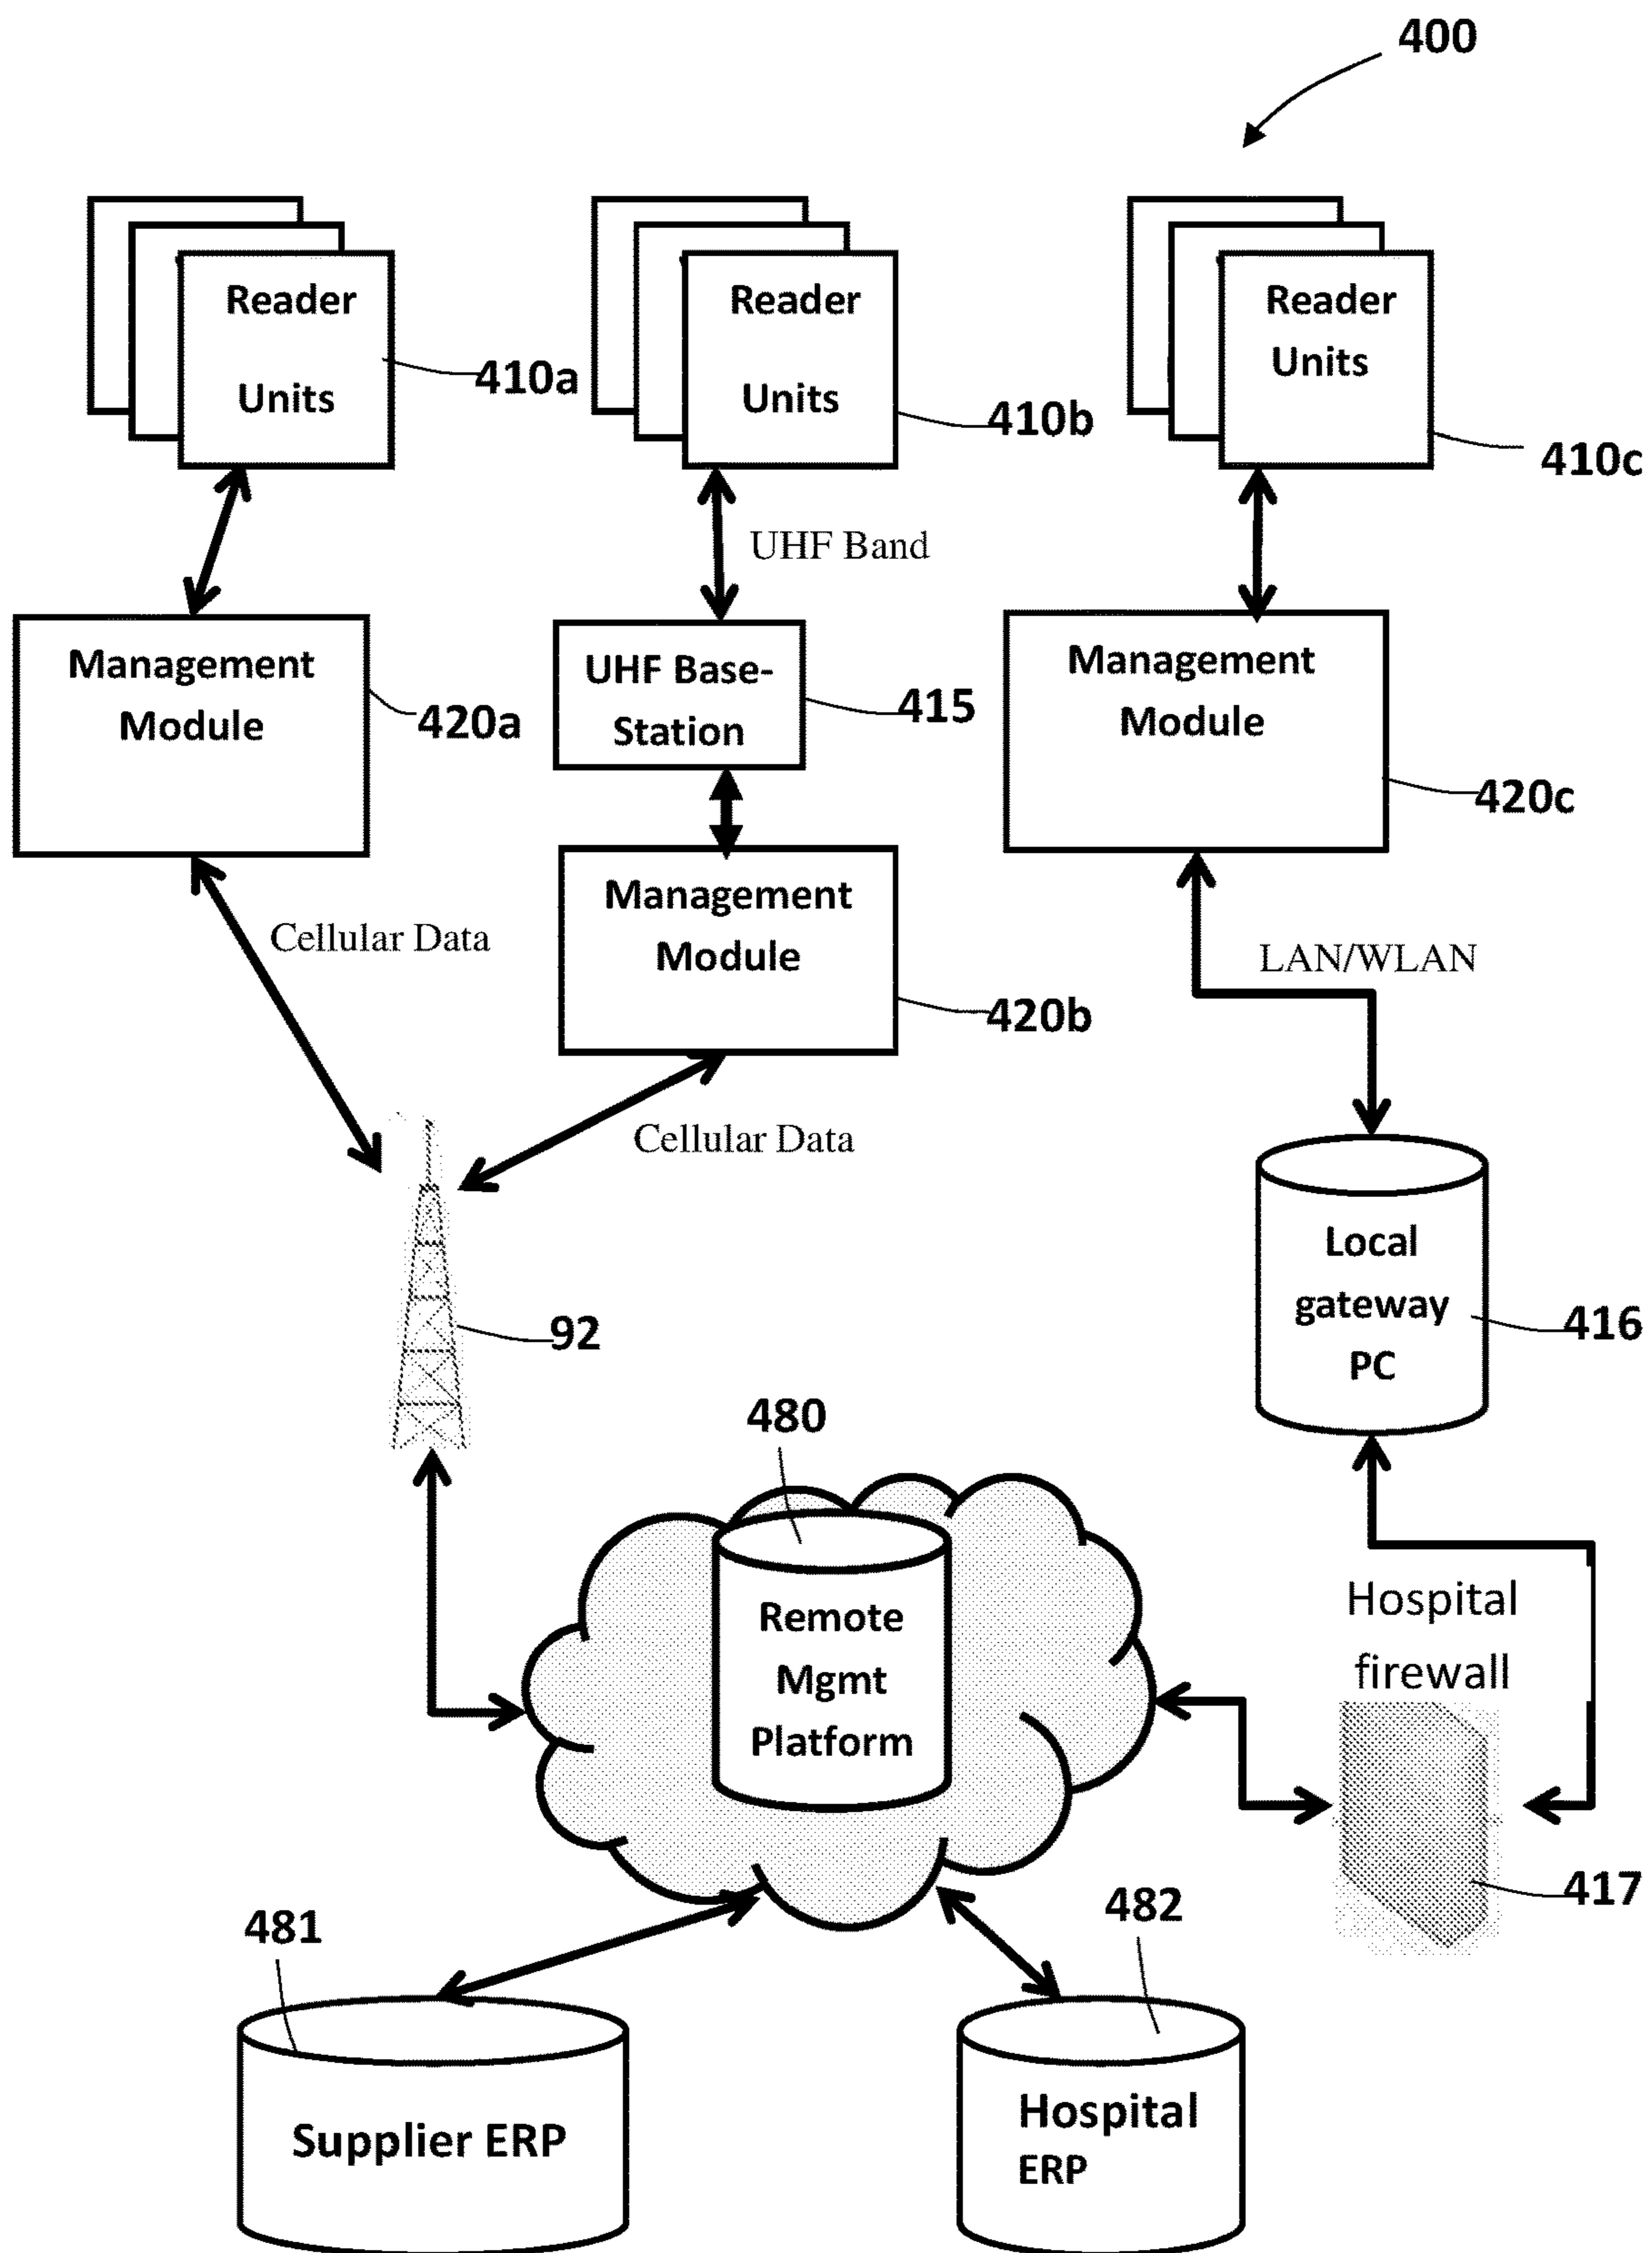 400
Reader
Units
410a
Reader
Units
410b
Reader
Units
410c
UHF Band
Management
Module
420a
UHF Base-
Station
415
Management
Module
420c
Management
Module
420b
Cellular Data
LAN/WLAN
Cellular Data
92
Local
gateway
PC
416
480
Remote
Mgmt
Platform
Hospital
firewall
417
481
482
Supplier ERP
Hospital
ERP